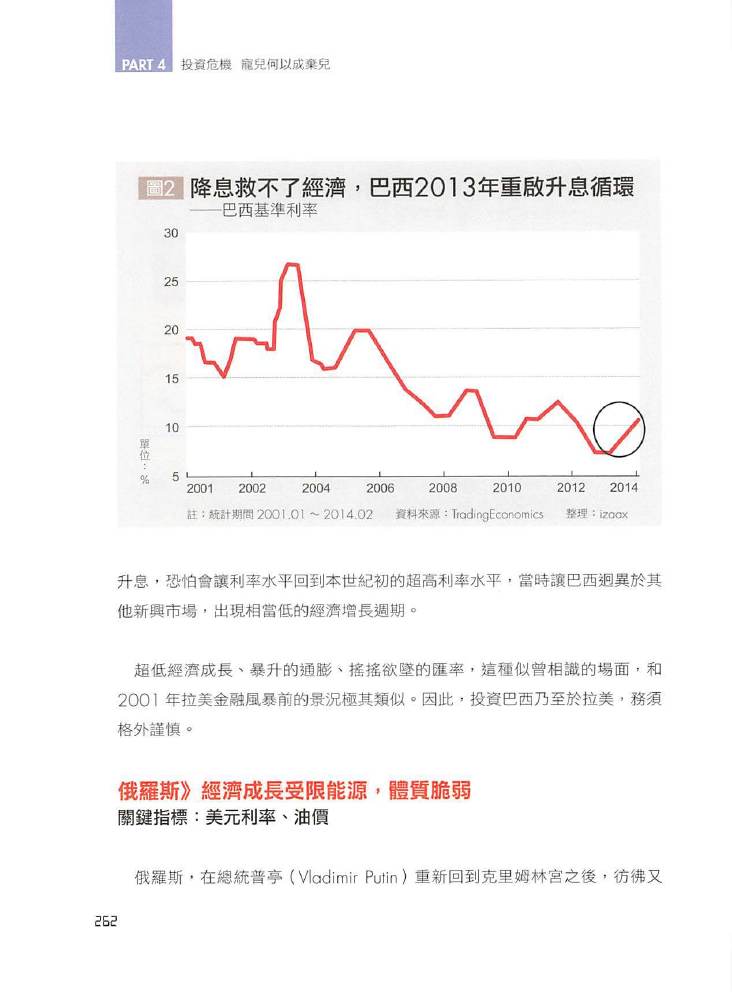 PART 4 投資危機 寵兒何以成棄兒
圖2 降息救不了經濟，巴西2013年重啟升息循環
——巴西基準利率
30
25
20
15
10
5
單位：%
2001 2002 2004 2006 2008 2010 2012 2014
註：統計期間 2001.01 ～ 2014.02 資料來源：TradingEconomics 整理：izaax
升息，恐怕會讓利率水平回到本世紀初的超高利率水平，當時讓巴西迥異於其
他新興市場，出現相當低的經濟增長週期。
超低經濟成長、暴升的通膨、搖搖欲墜的匯率，這種似曾相識的場面，和
2001 年拉美金融風暴前的景況極其類似。因此，投資巴西乃至於拉美，務須
格外謹慎。
俄羅斯》經濟成長受限能源，體質脆弱
關鍵指標：美元利率、油價
俄羅斯，在總統普亭（Vladimir Putin）重新回到克里姆林宮之後，彷彿又
262